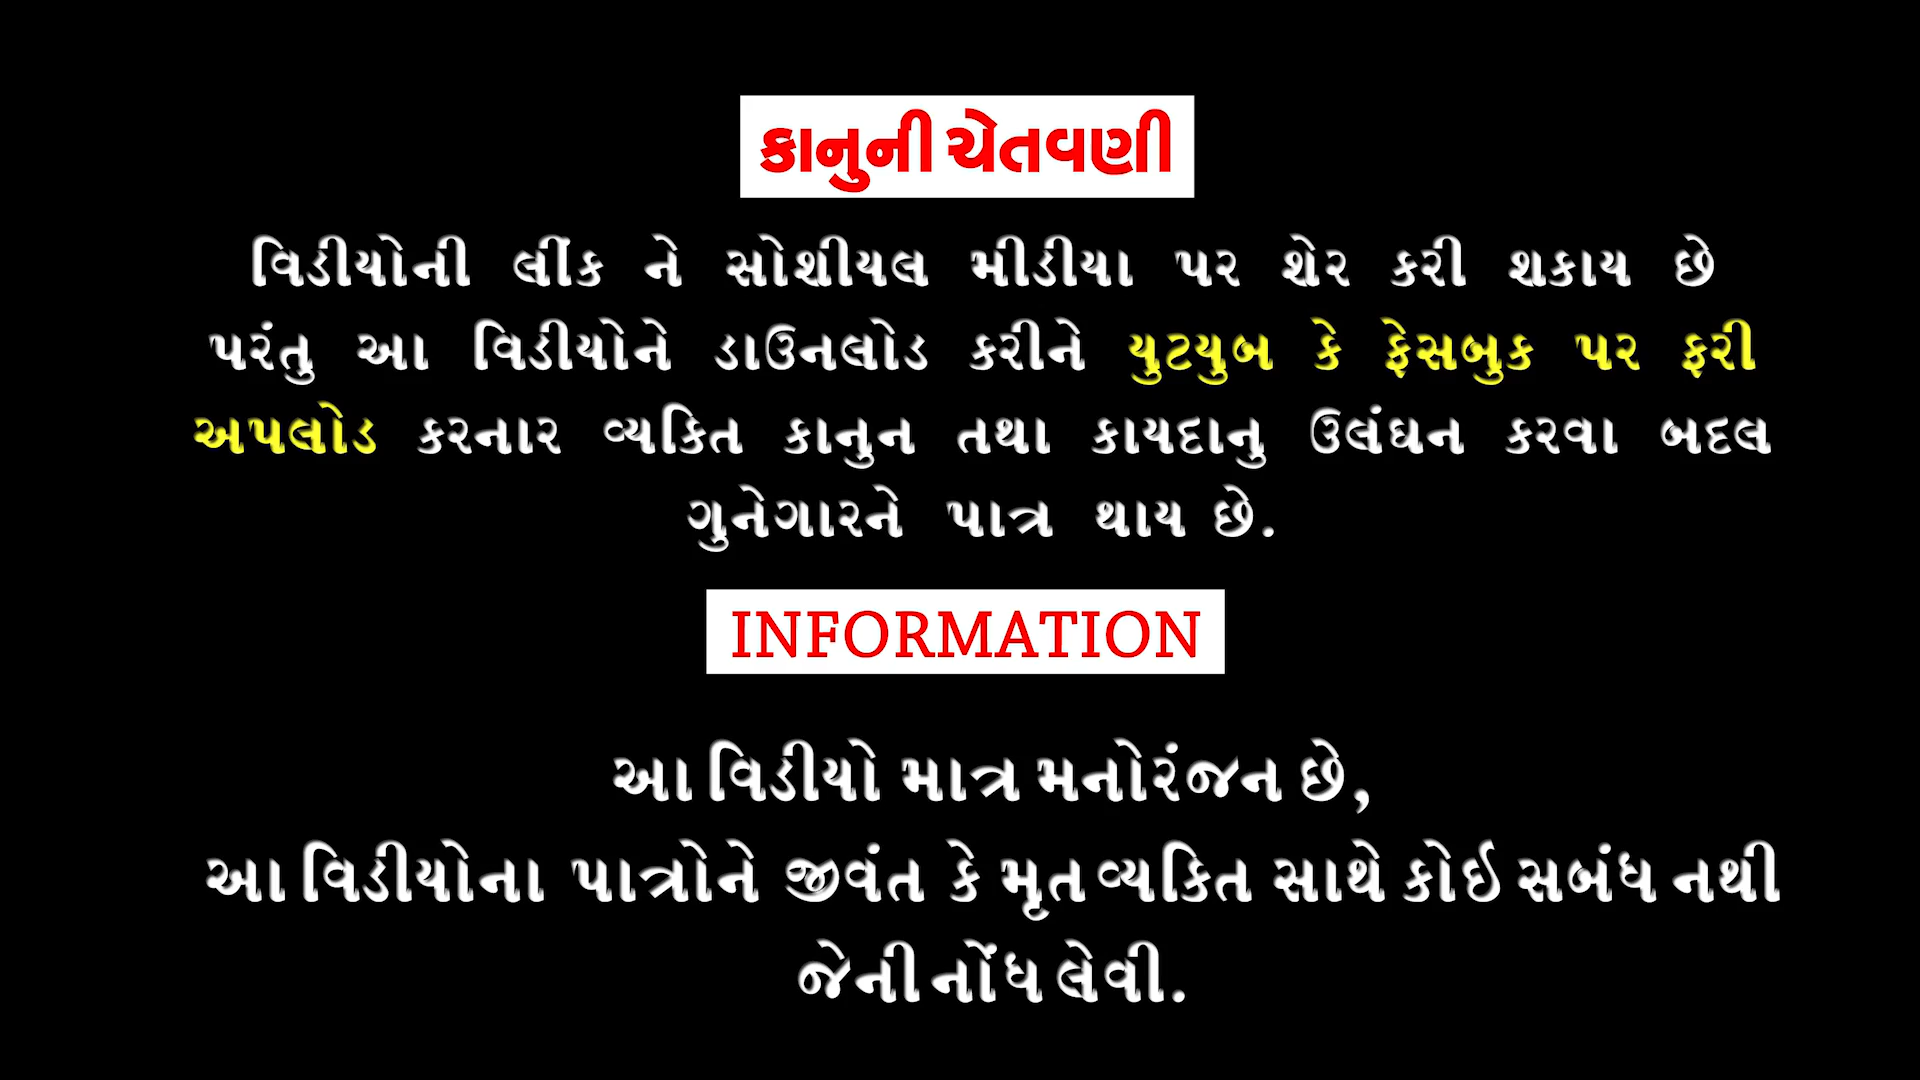 કાનુની ચેતવણી
વિડીયોની લીંક ને સોશીયલ મીડીયા પર શેર કરી શકાય છે
પરંતુ આ વિડીયોને ડાઉનલોડ કરીને યુટયુબ કે ફેસબુક પર ફરી
અપલોડ કરનાર વ્યકિત કાનુન તથા કાયદાનુ ઉલંઘન કરવા બદલ
ગુનેગારને પાત્ર થાય છે.
INFORMATION
આ વિડીયો માત્ર મનોરંજન છે,
આ વિડીયોના પાત્રોને જીવંત કે મૃત વ્યકિત સાથે કોઇ સબંધ નથી
જેની નોંધ લેવી.